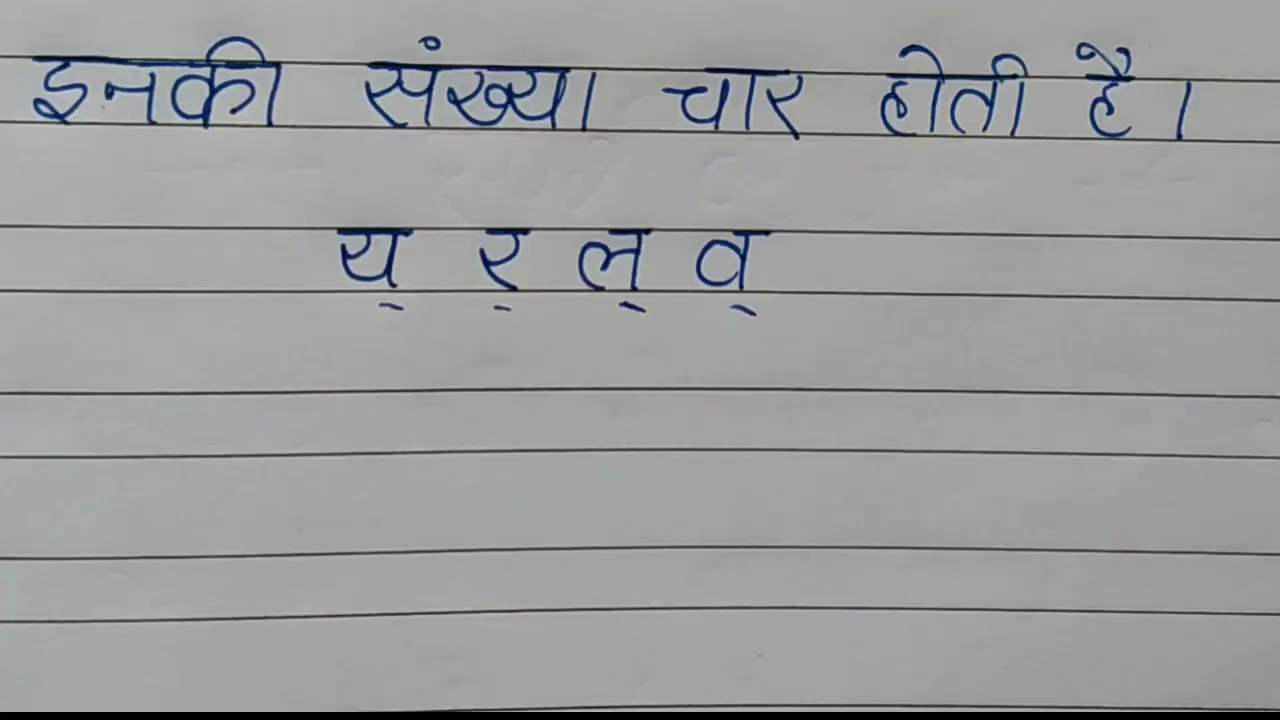 इनकी संख्या चार होती है।
य् र् ल् व्